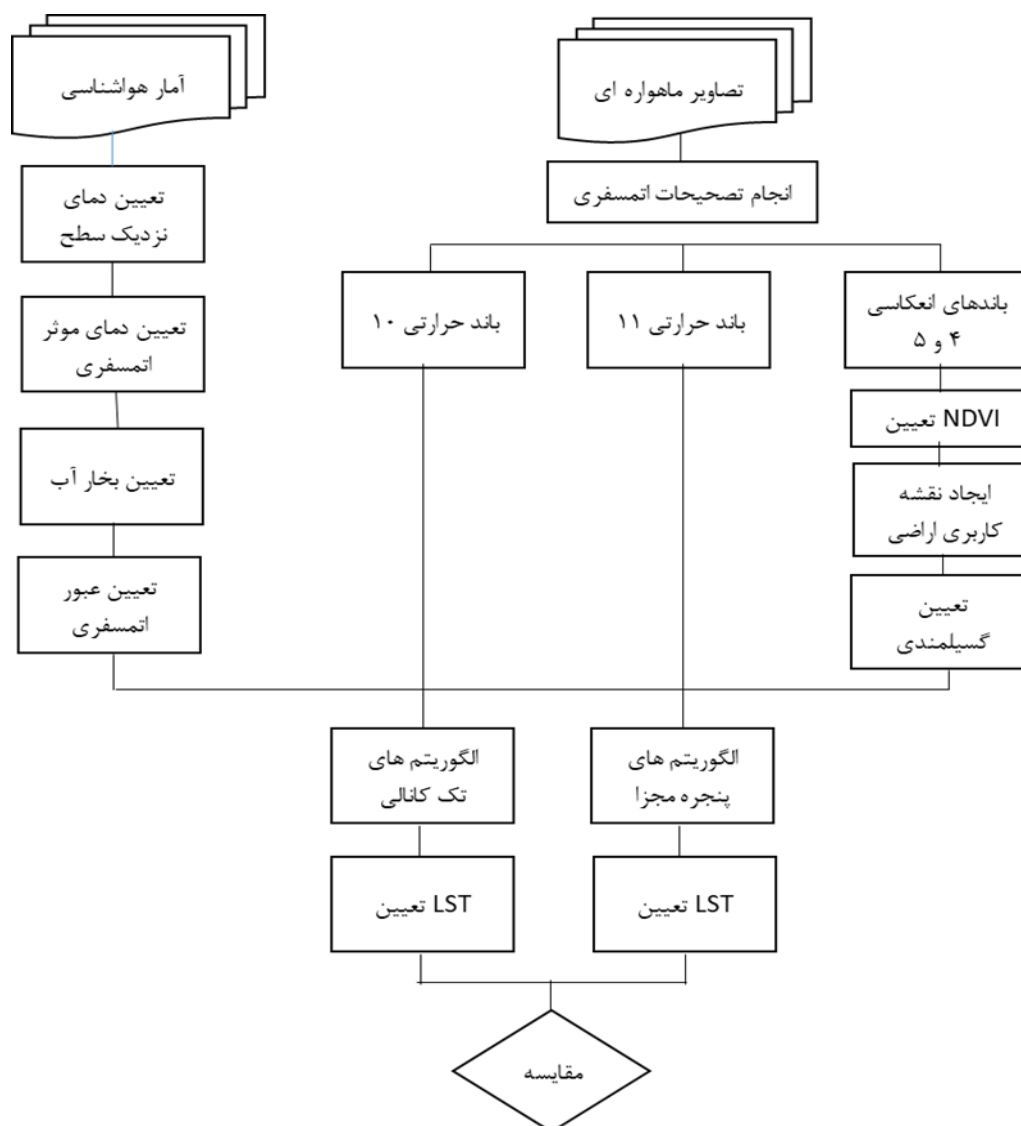 آمار هواشناسی
تصاویر ماهواره ای
انجام تصحیحات اتمسفری
تعیین دمای
نزدیک سطح
باند حرارتی ۱۰
باند حرارتی ۱۱
باندهای انعکاسی
۴ و ۵
تعیین دمای موثر
اتمسفری
تعیین NDVI
تعیین بخار آب
ایجاد نقشه
کاربری اراضی
تعیین عبور
اتمسفری
تعیین
گسیلمندی
الگوریتم های
تک کانالی
الگوریتم های
پنجره مجزا
تعیین LST
تعیین LST
مقایسه